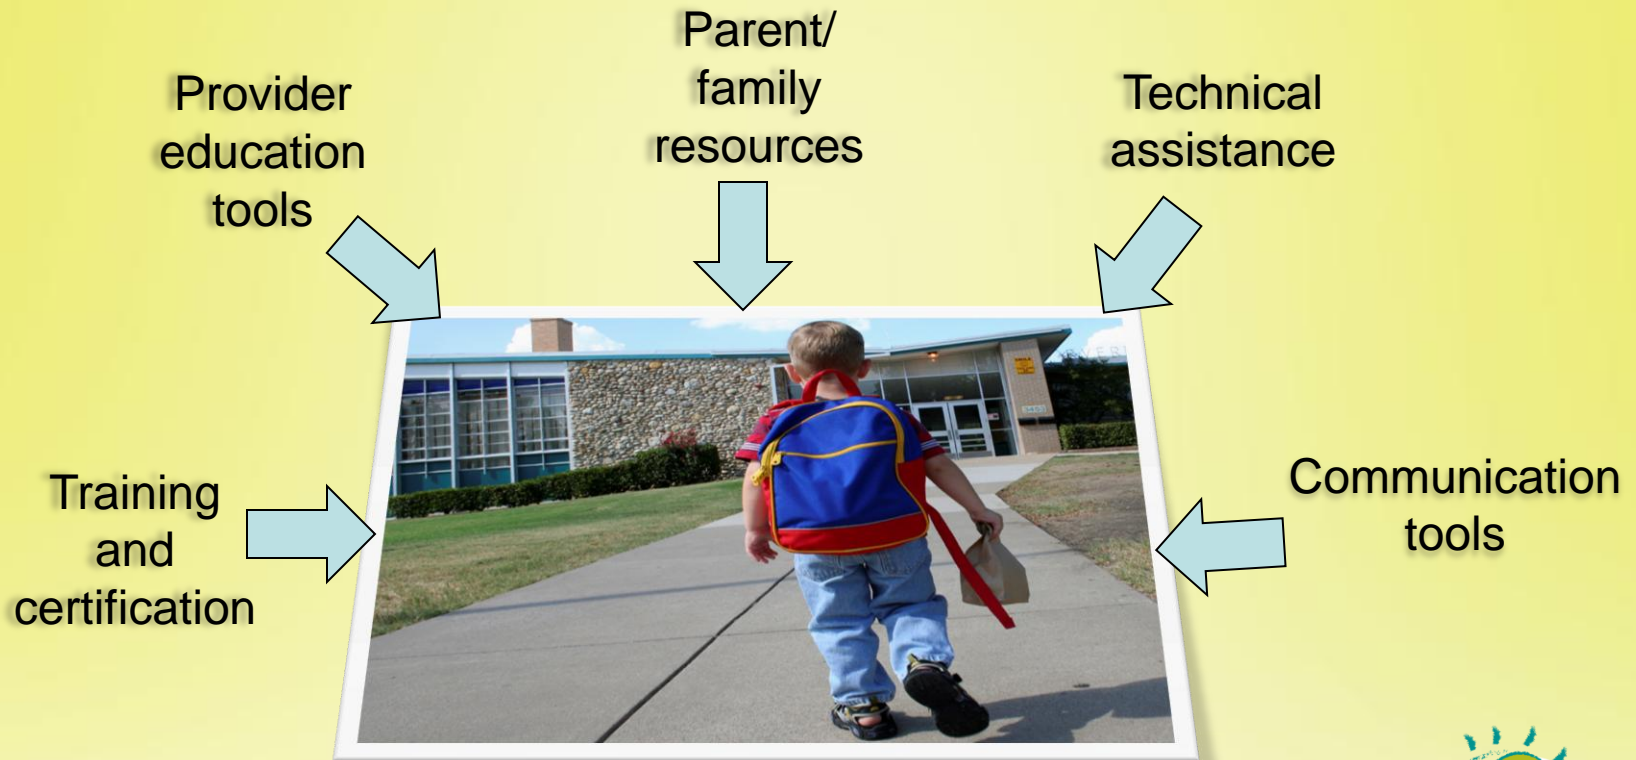 Parent/
family
resources
Provider
education
tools
Technical
assistance
Training
and
certification
Communication
tools